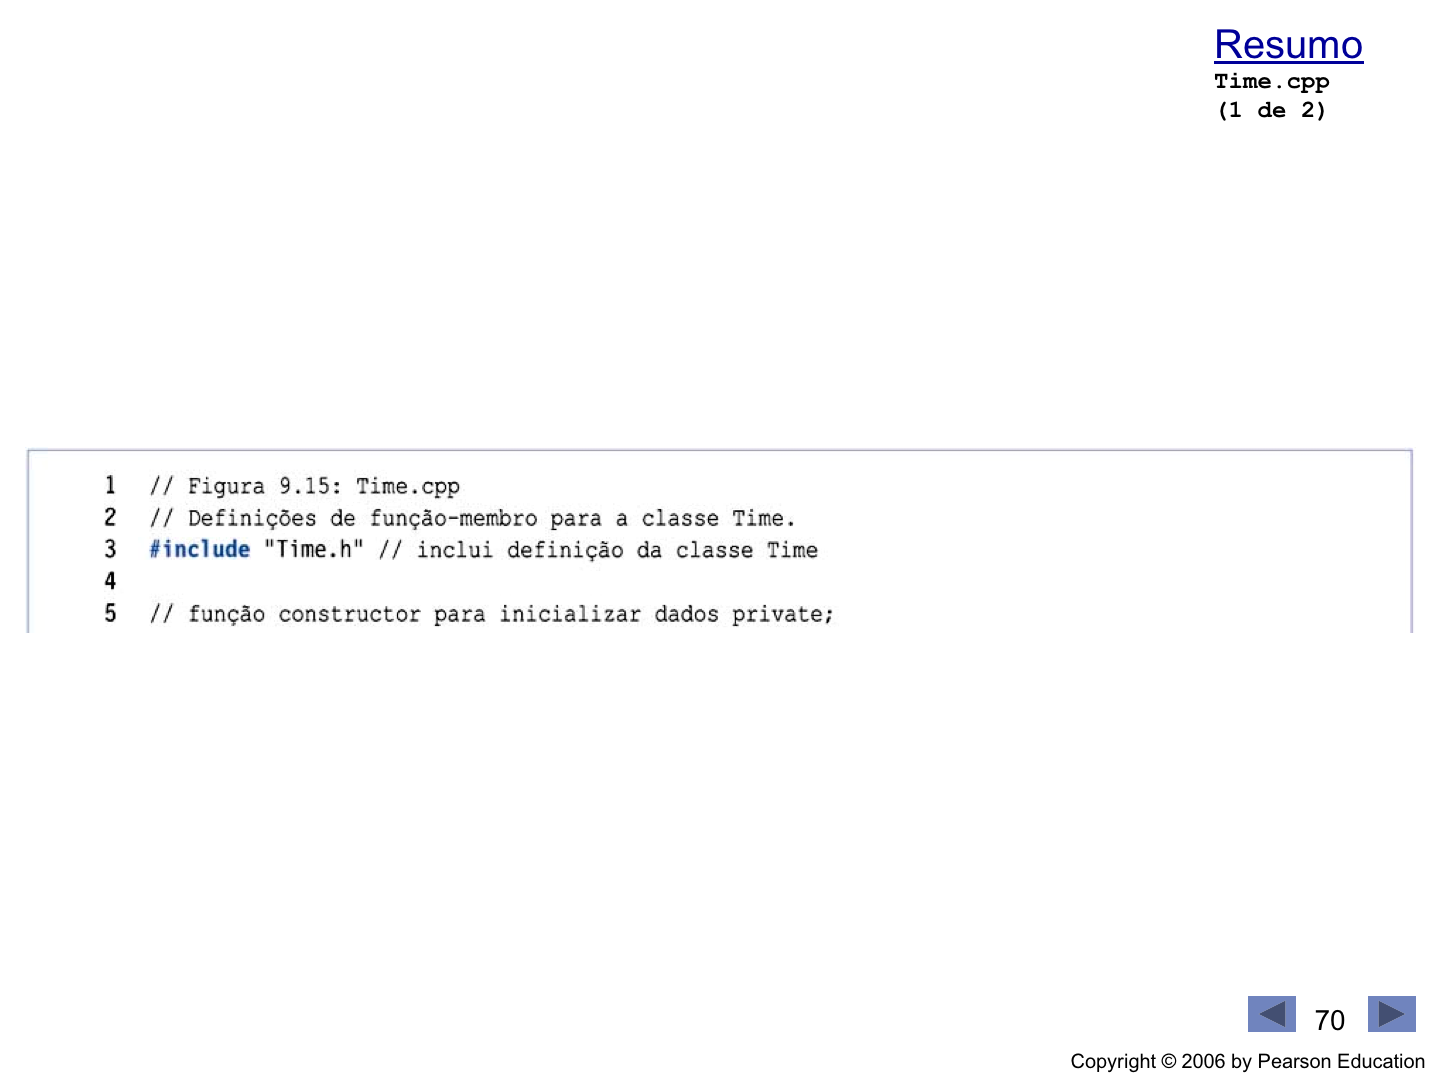 Resumo
Time.cpp
(1 de 2)
1 // Figura 9.15: Time.cpp
2 // Definições de função-membro para a classe Time.
3 #include "Time.h" // inclui definição da classe Time
4
5 // função constructor para inicializar dados private;
70
Copyright © 2006 by Pearson Education